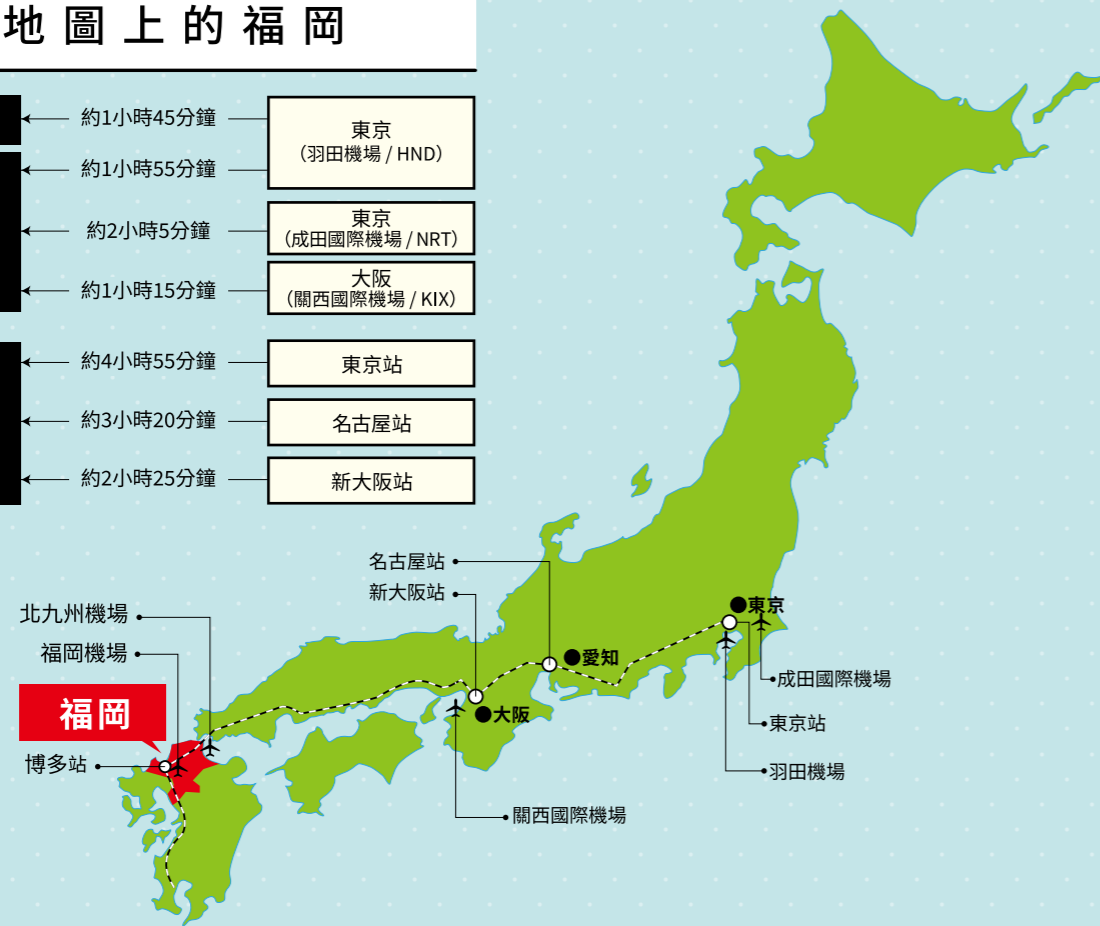 地圖上的福岡
約1小時45分鐘
東京
（羽田機場 / HND）
約1小時55分鐘
約2小時5分鐘
東京
（成田國際機場 / NRT）
約1小時15分鐘
大阪
（關西國際機場 / KIX）
約4小時55分鐘
東京站
約3小時20分鐘
名古屋站
約2小時25分鐘
新大阪站
名古屋站
新大阪站
北九州機場
福岡機場
福岡
博多站
東京
愛知
大阪
成田國際機場
東京站
羽田機場
關西國際機場